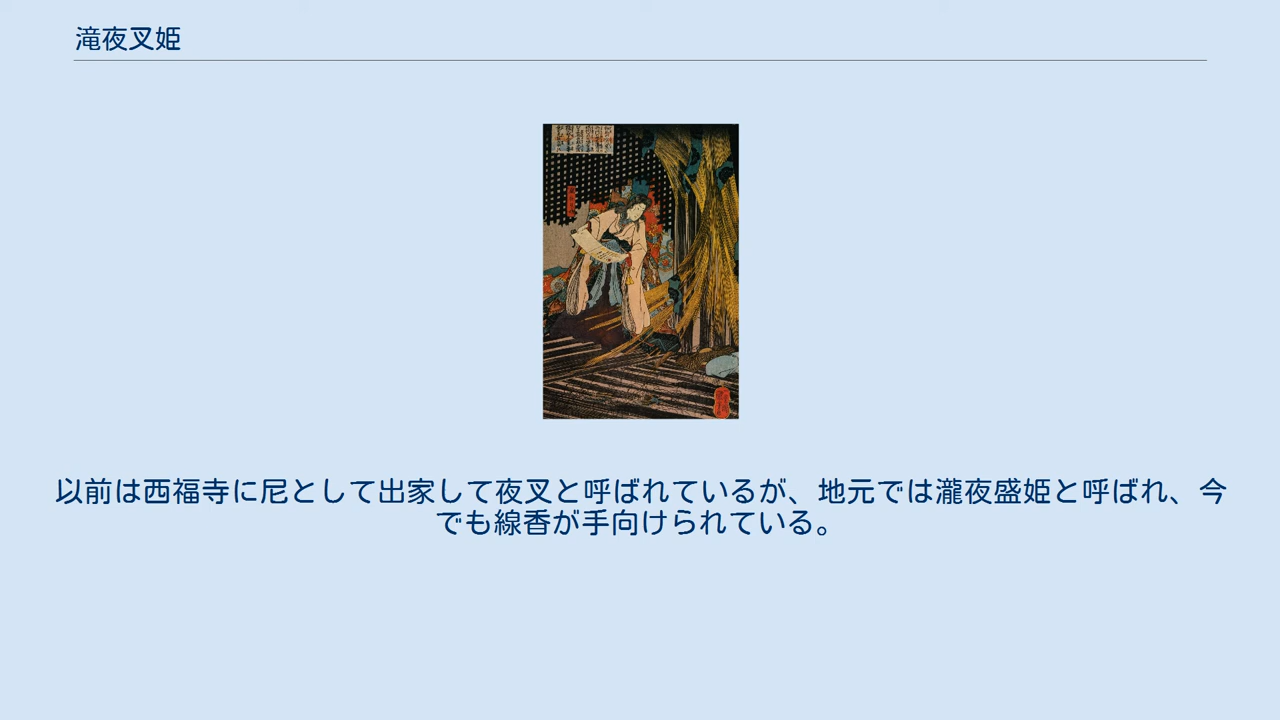 滝夜叉姫
以前は西福寺に尼として出家して夜叉と呼ばれているが、地元では瀧夜盛姫と呼ばれ、今
でも線香が手向けられている。